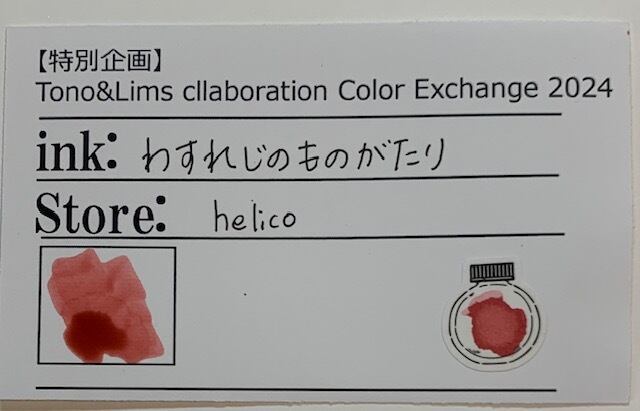 【特別企画】
Tono&Lims cllaboration Color Exchange 2024
ink: わすれじのものがたり
Store: helico